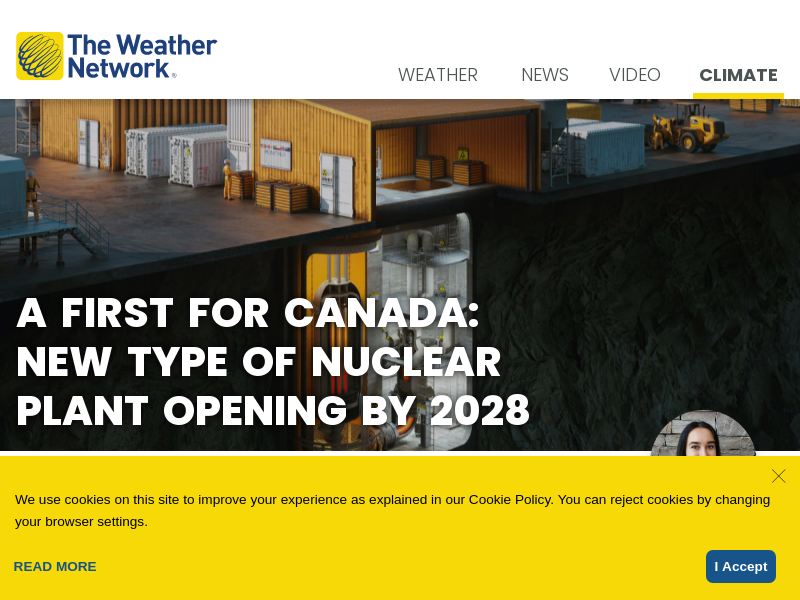 The Weather
Network
WEATHER NEWS VIDEO CLIMATE
A FIRST FOR CANADA:
NEW TYPE OF NUCLEAR
PLANT OPENING BY 2028
We use cookies on this site to improve your experience as explained in our Cookie Policy. You can reject cookies by changing
your browser settings.
READ MORE
I Accept